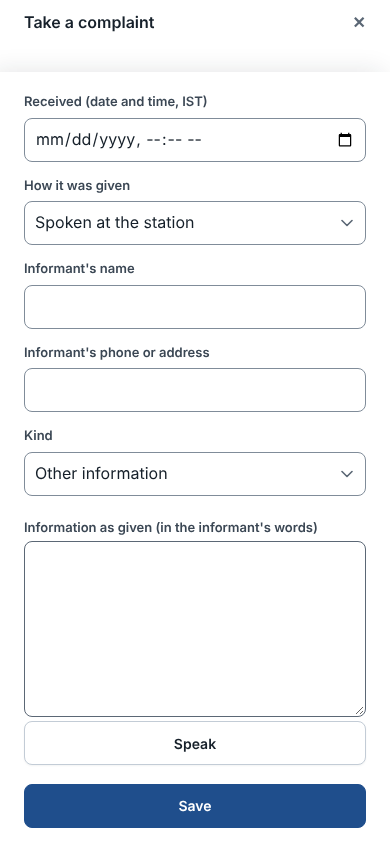 Take a complaint
×
Received (date and time, IST)
mm/dd/yyyy, --:-- --
How it was given
Spoken at the station
Informant's name
Informant's phone or address
Kind
Other information
Information as given (in the informant's words)
Speak
Save